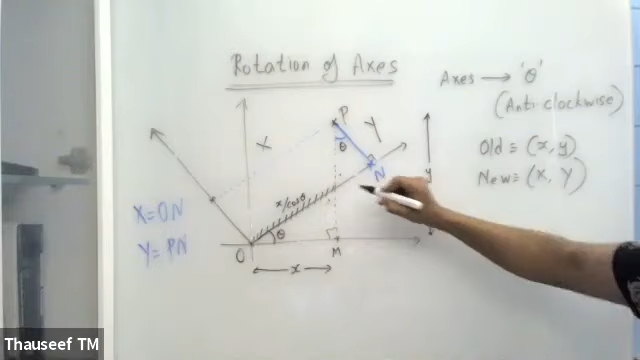 Rotation of Axes
Axes → 'θ'
(Anti clockwise)
Old ≡ (x, y)
New ≡ (X, Y)
P
X
Y
θ
N
y
x/cosθ
X=ON
Y=PN
θ
O
M
x
Thauseef TM